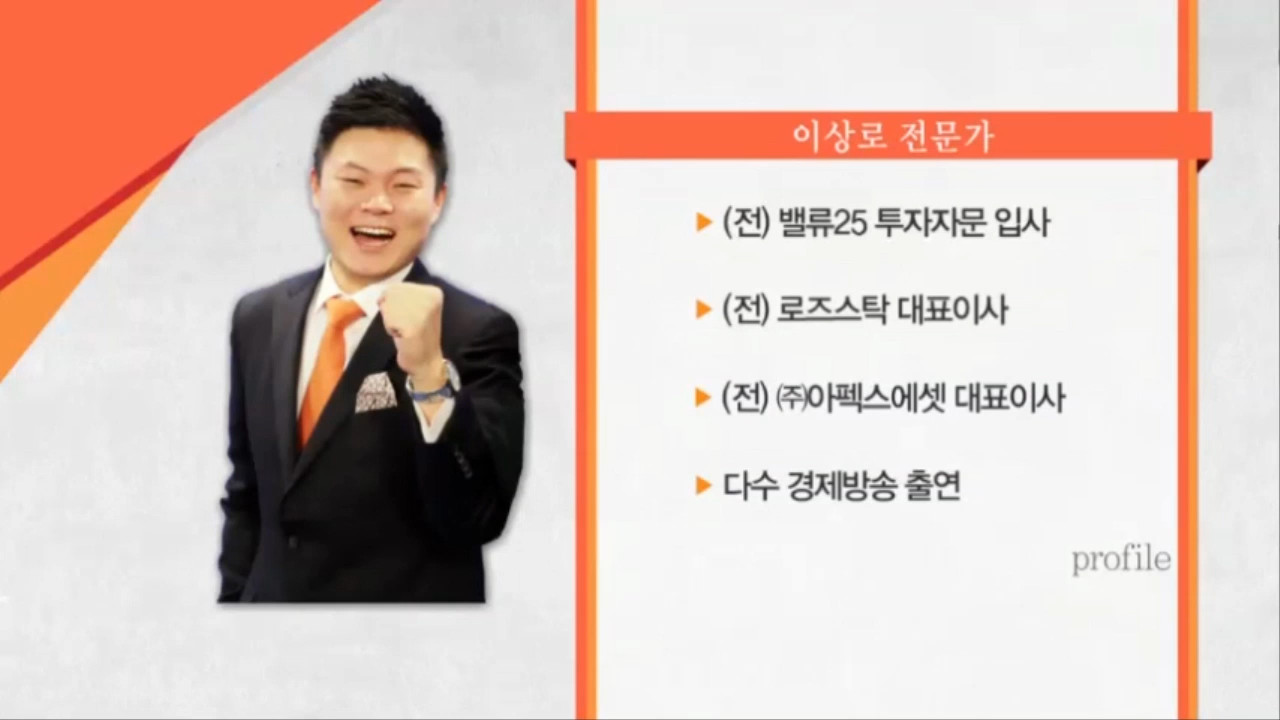 이상로 전문가
(전) 밸류25 투자자문 입사
(전) 로즈스탁 대표이사
(전) ㈜아펙스에셋 대표이사
다수 경제방송 출연
profile